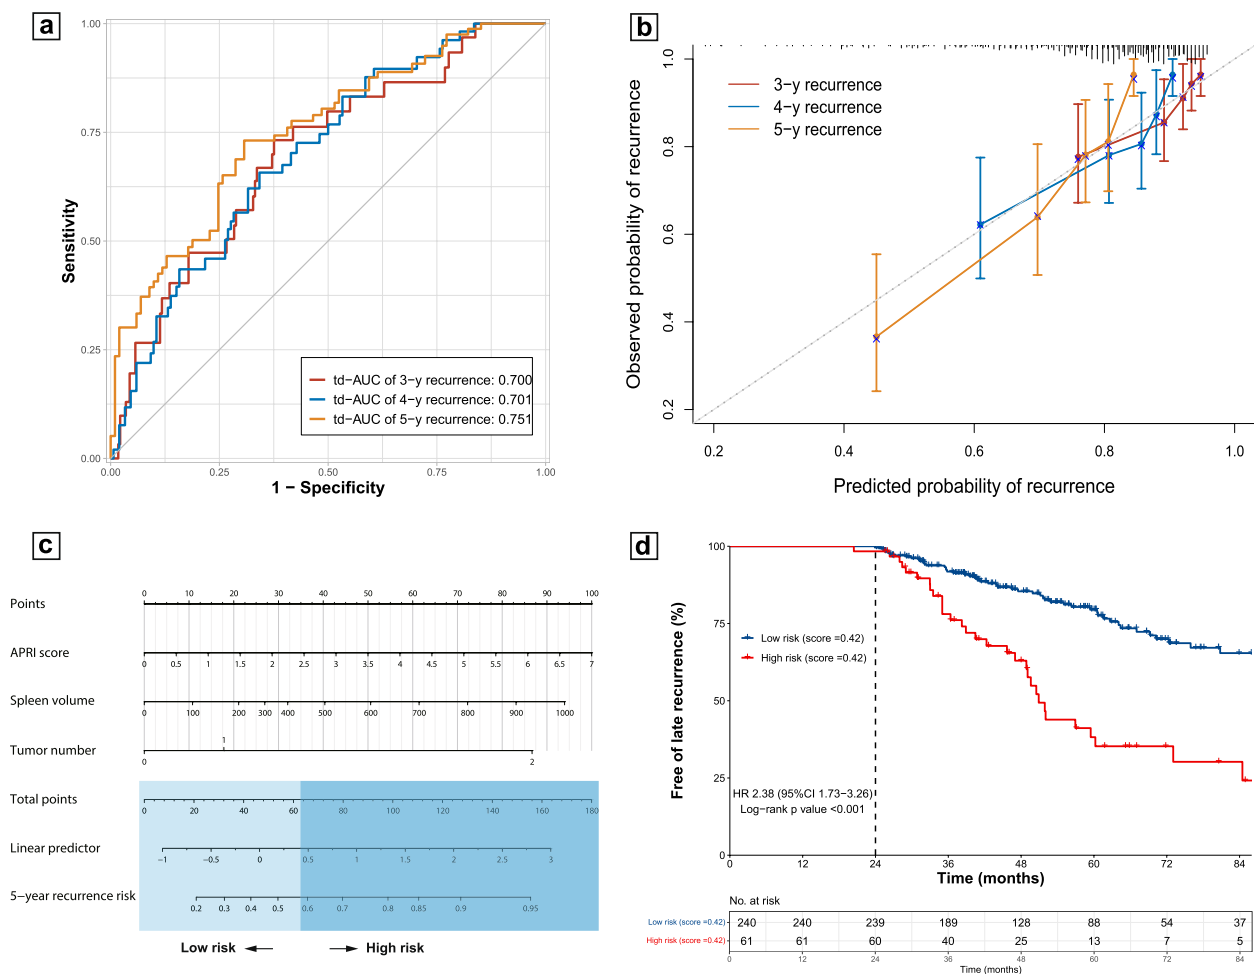 a
1.00
0.75
0.50
0.25
0.00
Sensitivity
td−AUC of 3−y recurrence: 0.700
td−AUC of 4−y recurrence: 0.701
td−AUC of 5−y recurrence: 0.751
0.00 0.25 0.50 0.75 1.00
1 − Specificity
b
3−y recurrence
4−y recurrence
5−y recurrence
1.0
0.8
0.6
0.4
0.2
Observed probability of recurrence
0.2 0.4 0.6 0.8 1.0
Predicted probability of recurrence
c
0 10 20 30 40 50 60 70 80 90 100
Points
APRI score
0 0.5 1 1.5 2 2.5 3 3.5 4 4.5 5 5.5 6 6.5 7
Spleen volume
0 100 200 300 400 500 600 700 800 900 1000
1
Tumor number
0 2
Total points
0 20 40 60 80 100 120 140 160 180
Linear predictor
−1 −0.5 0 0.5 1 1.5 2 2.5 3
5−year recurrence risk
0.2 0.3 0.4 0.5 0.6 0.7 0.8 0.85 0.9 0.95
Low risk High risk
d
100
75
50
25
0
Free of late recurrence (%)
Low risk (score =0.42)
High risk (score =0.42)
HR 2.38 (95%CI 1.73−3.26)
Log−rank p value <0.001
0 12 24 36 48 60 72 84
Time (months)
No. at risk
Low risk (score =0.42) 240 240 239 189 128 88 54 37
High risk (score =0.42) 61 61 60 40 25 13 7 5
0 12 24 36 48 60 72 84
Time (months)